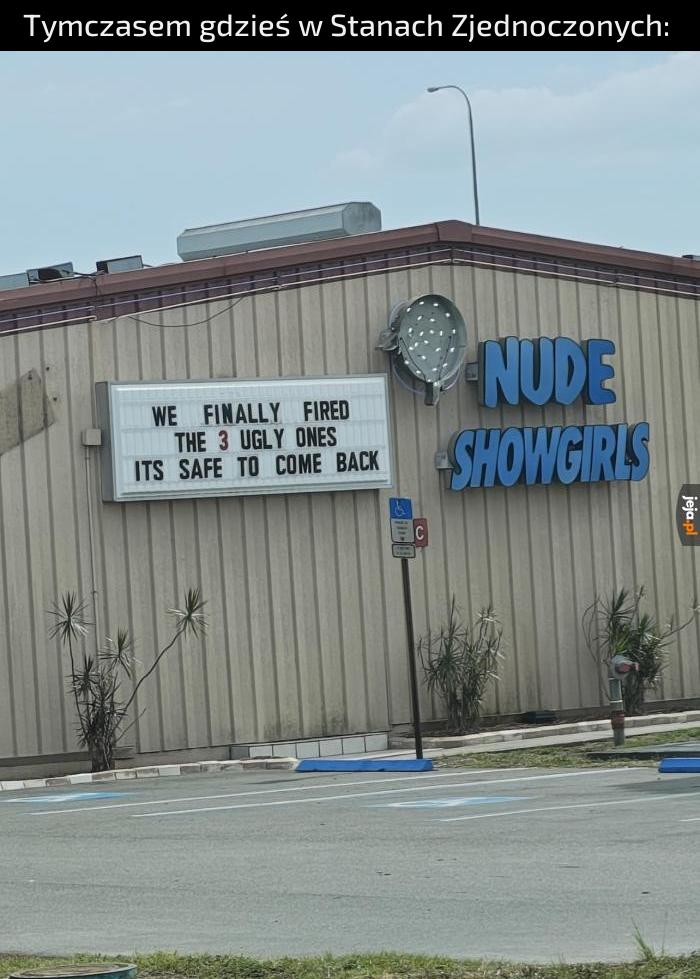 Tymczasem gdzieś w Stanach Zjednoczonych:
NUDE
SHOWGIRLS
WE FINALLY FIRED
THE 3 UGLY ONES
ITS SAFE TO COME BACK
C
jeja.pl